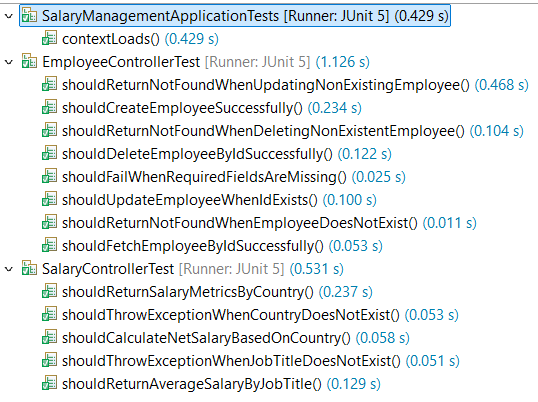 SalaryManagementApplicationTests [Runner: JUnit 5] (0.429 s)
contextLoads() (0.429 s)
EmployeeControllerTest [Runner: JUnit 5] (1.126 s)
shouldReturnNotFoundWhenUpdatingNonExistingEmployee() (0.468 s)
shouldCreateEmployeeSuccessfully() (0.234 s)
shouldReturnNotFoundWhenDeletingNonExistentEmployee() (0.104 s)
shouldDeleteEmployeeByIdSuccessfully() (0.122 s)
shouldFailWhenRequiredFieldsAreMissing() (0.025 s)
shouldUpdateEmployeeWhenIdExists() (0.100 s)
shouldReturnNotFoundWhenEmployeeDoesNotExist() (0.011 s)
shouldFetchEmployeeByIdSuccessfully() (0.053 s)
SalaryControllerTest [Runner: JUnit 5] (0.531 s)
shouldReturnSalaryMetricsByCountry() (0.237 s)
shouldThrowExceptionWhenCountryDoesNotExist() (0.053 s)
shouldCalculateNetSalaryBasedOnCountry() (0.058 s)
shouldThrowExceptionWhenJobTitleDoesNotExist() (0.051 s)
shouldReturnAverageSalaryByJobTitle() (0.129 s)